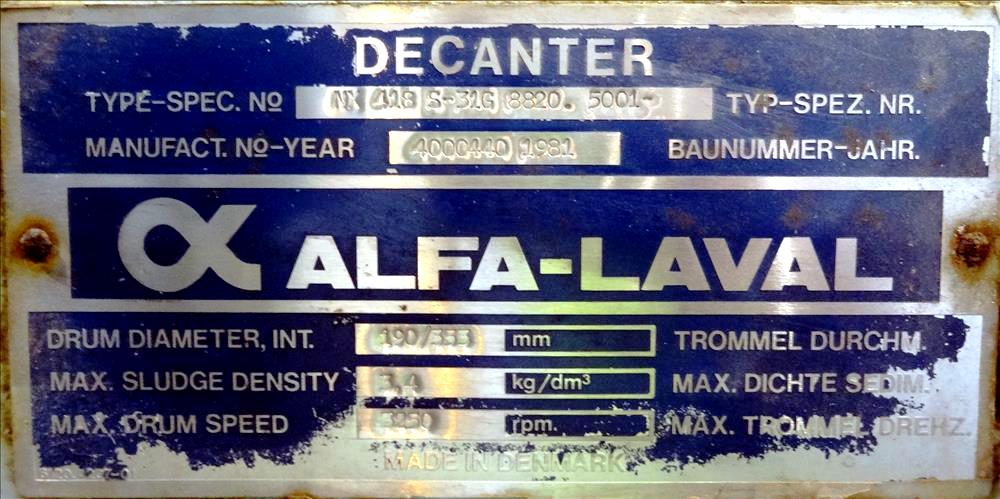 DECANTER
TYPE-SPEC. NO NX 418 S-31G 8820. 5001- TYP-SPEZ. NR.
MANUFACT. NO-YEAR 4000440 1981 BAUNUMMER-JAHR.
α ALFA-LAVAL
DRUM DIAMETER, INT. 190/353 mm TROMMEL DURCHM.
MAX. SLUDGE DENSITY kg/dm³ MAX. DICHTE SEDIM.
MAX. DRUM SPEED 3250 rpm. MAX. TROMMEL DREHZ.
MADE IN DENMARK